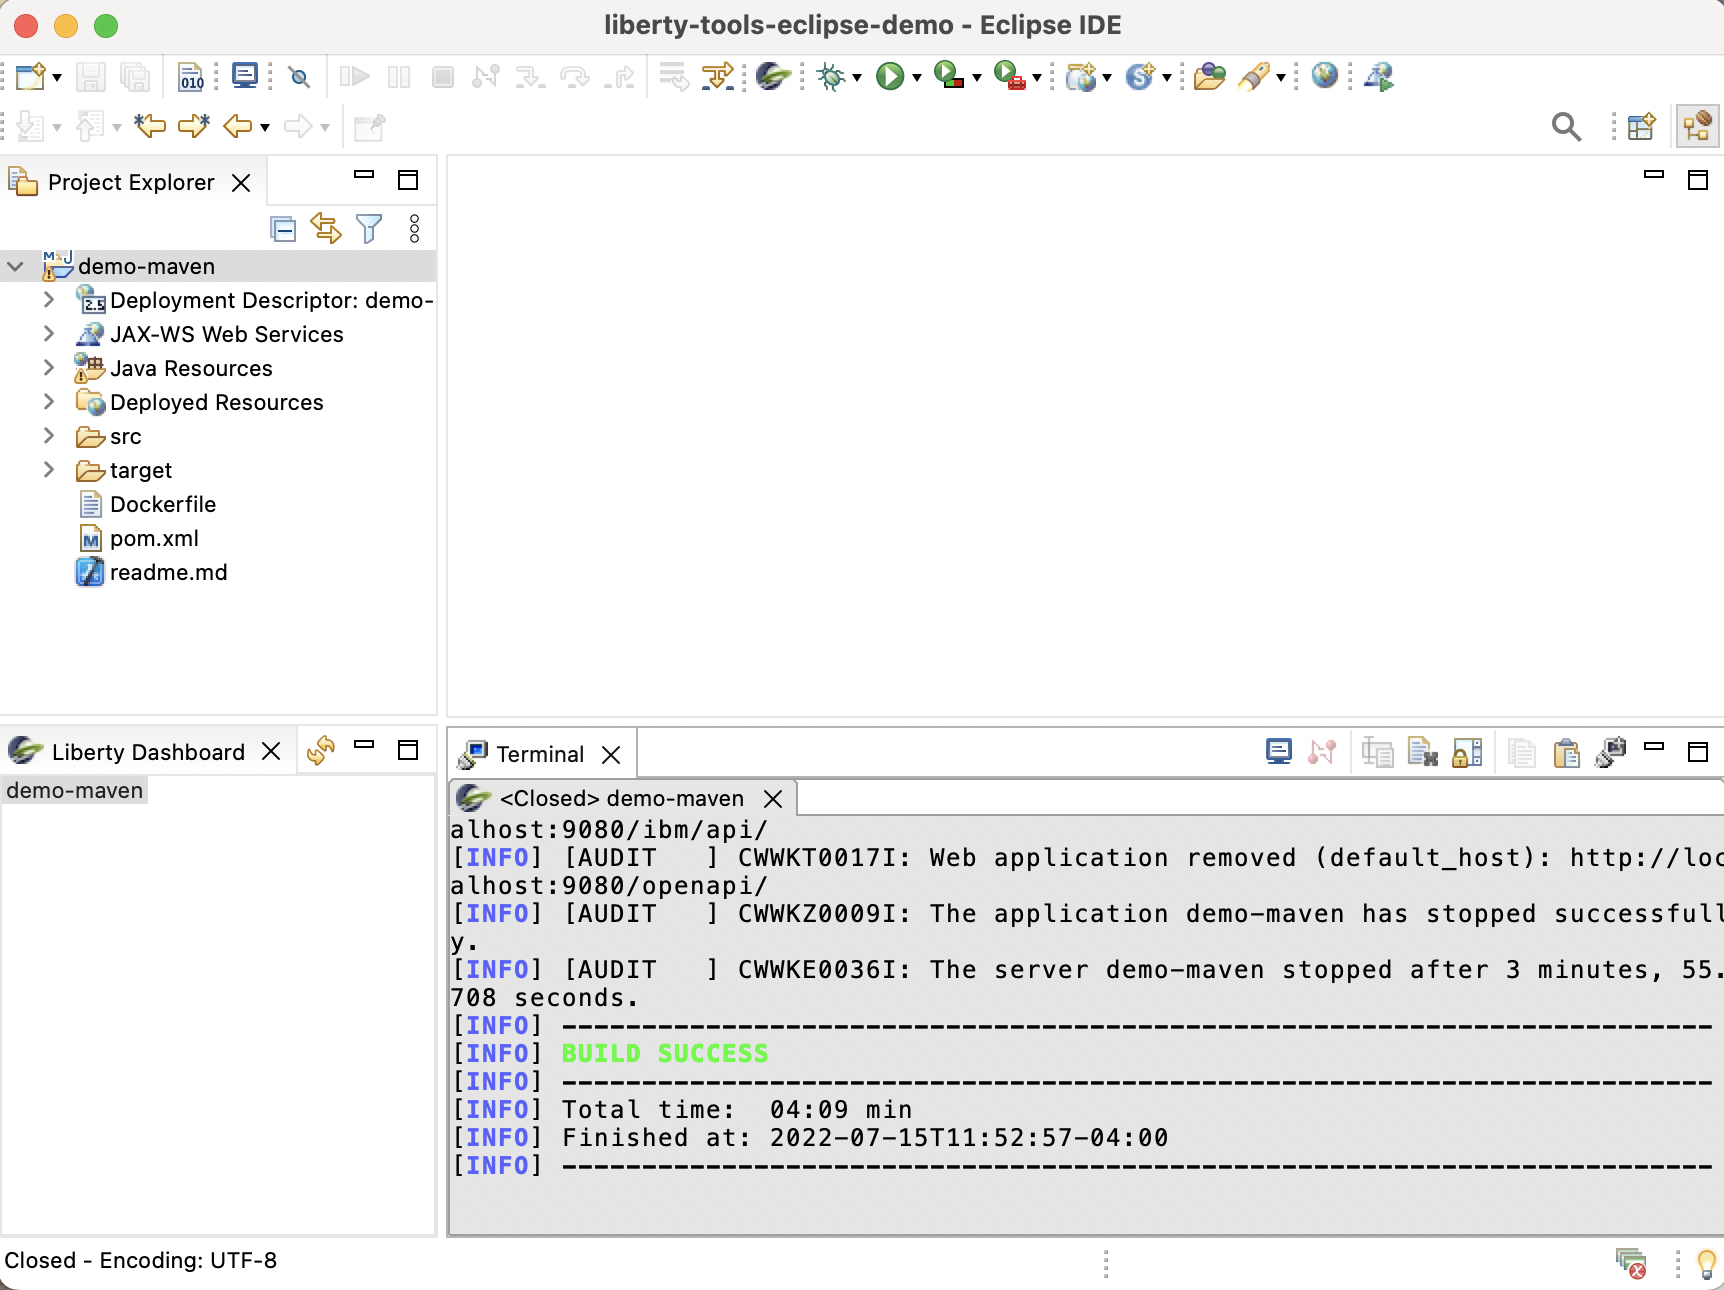 liberty-tools-eclipse-demo - Eclipse IDE
010
Project Explorer
demo-maven
2.5 Deployment Descriptor: demo-
JAX-WS Web Services
Java Resources
Deployed Resources
src
target
Dockerfile
M pom.xml
readme.md
Liberty Dashboard
demo-maven
Terminal
<Closed> demo-maven
alhost:9080/ibm/api/
[INFO] [AUDIT   ] CWWKT0017I: Web application removed (default_host): http://loc
alhost:9080/openapi/
[INFO] [AUDIT   ] CWWKZ0009I: The application demo-maven has stopped successfull
y.
[INFO] [AUDIT   ] CWWKE0036I: The server demo-maven stopped after 3 minutes, 55.
708 seconds.
[INFO] ------------------------------------------------------------------------
[INFO] BUILD SUCCESS
[INFO] ------------------------------------------------------------------------
[INFO] Total time:  04:09 min
[INFO] Finished at: 2022-07-15T11:52:57-04:00
[INFO] ------------------------------------------------------------------------
Closed - Encoding: UTF-8